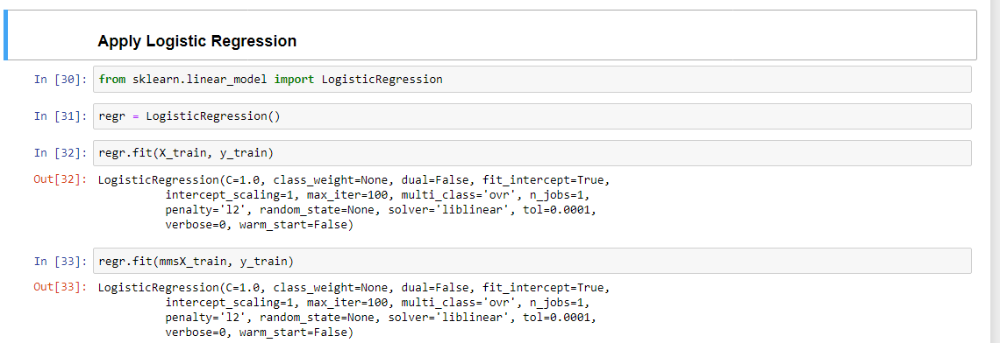 Apply Logistic Regression
In [30]: from sklearn.linear_model import LogisticRegression
In [31]: regr = LogisticRegression()
In [32]: regr.fit(X_train, y_train)
Out[32]: LogisticRegression(C=1.0, class_weight=None, dual=False, fit_intercept=True,
intercept_scaling=1, max_iter=100, multi_class='ovr', n_jobs=1,
penalty='l2', random_state=None, solver='liblinear', tol=0.0001,
verbose=0, warm_start=False)
In [33]: regr.fit(mmsX_train, y_train)
Out[33]: LogisticRegression(C=1.0, class_weight=None, dual=False, fit_intercept=True,
intercept_scaling=1, max_iter=100, multi_class='ovr', n_jobs=1,
penalty='l2', random_state=None, solver='liblinear', tol=0.0001,
verbose=0, warm_start=False)